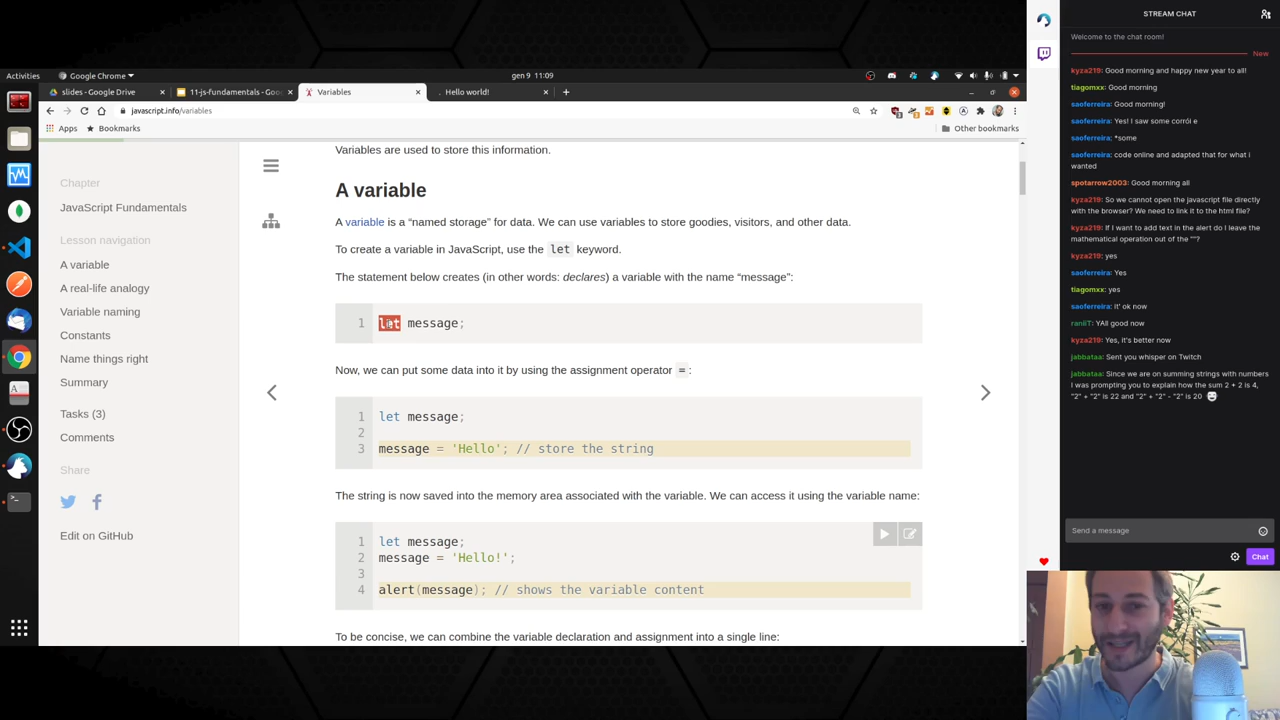 Activities
Google Chrome
gen 9 11:09
slides - Google Drive
11-js-fundamentals - Goo
Variables
Hello world!
javascript.info/variables
Apps
Bookmarks
Other bookmarks
Chapter
JavaScript Fundamentals
Lesson navigation
A variable
A real-life analogy
Variable naming
Constants
Name things right
Summary
Tasks (3)
Comments
Share
Edit on GitHub
Variables are used to store this information.
A variable
A variable is a “named storage” for data. We can use variables to store goodies, visitors, and other data.
To create a variable in JavaScript, use the let keyword.
The statement below creates (in other words: declares) a variable with the name “message”:
1 let message;
Now, we can put some data into it by using the assignment operator =:
1 let message;
2
3 message = 'Hello'; // store the string
The string is now saved into the memory area associated with the variable. We can access it using the variable name:
1 let message;
2 message = 'Hello!';
3
4 alert(message); // shows the variable content
To be concise, we can combine the variable declaration and assignment into a single line:
STREAM CHAT
Welcome to the chat room!
New
kyza219: Good morning and happy new year to all!
tiagomxx: Good morning
saoferreira: Good morning!
saoferreira: Yes! I saw some corrói e
saoferreira: *some
saoferreira: code online and adapted that for what i
wanted
spotarrow2003: Good morning all
kyza219: So we cannot open the javascript file directly
with the browser? We need to link it to the html file?
kyza219: If I want to add text in the alert do I leave the
mathematical operation out of the ""?
kyza219: yes
saoferreira: Yes
tiagomxx: yes
saoferreira: it' ok now
raniiT: YAll good now
kyza219: Yes, it's better now
jabbataa: Sent you whisper on Twitch
jabbataa: Since we are on summing strings with numbers
I was prompting you to explain how the sum 2 + 2 is 4,
"2" + "2" is 22 and "2" + "2" - "2" is 20
Send a message
Chat